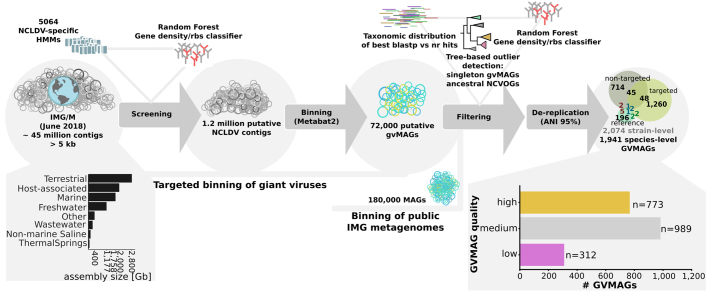 5064
NCLDV-specific
HMMs
Random Forest
Gene density/rbs classifier
Taxonomic distribution
of best blastp vs nr hits
Random Forest
Gene density/rbs classifier
Tree-based outlier
detection:
singleton gvMAGs
ancestral NCVOGs
IMG/M
(June 2018)
~ 45 million contigs
> 5 kb
Screening
1.2 million putative
NCLDV contigs
Binning
(Metabat2)
72,000 putative
gvMAGs
Filtering
De-replication
(ANI 95%)
non-targeted
714
45
targeted
48
1,260
2
12
196
reference
2,074 strain-level
1,941 species-level
GVMAGs
Targeted binning of giant viruses
180,000 MAGs
Binning of public
IMG metagenomes
Terrestrial
Host-associated
Marine
Freshwater
Other
Wastewater
Non-marine Saline
ThermalSprings
400
1,177
1,758
2,000
2,800
assembly size [Gb]
GVMAG quality
high
n=773
medium
n=989
low
n=312
0
200
400
600
800
1,000
1,200
# GVMAGs